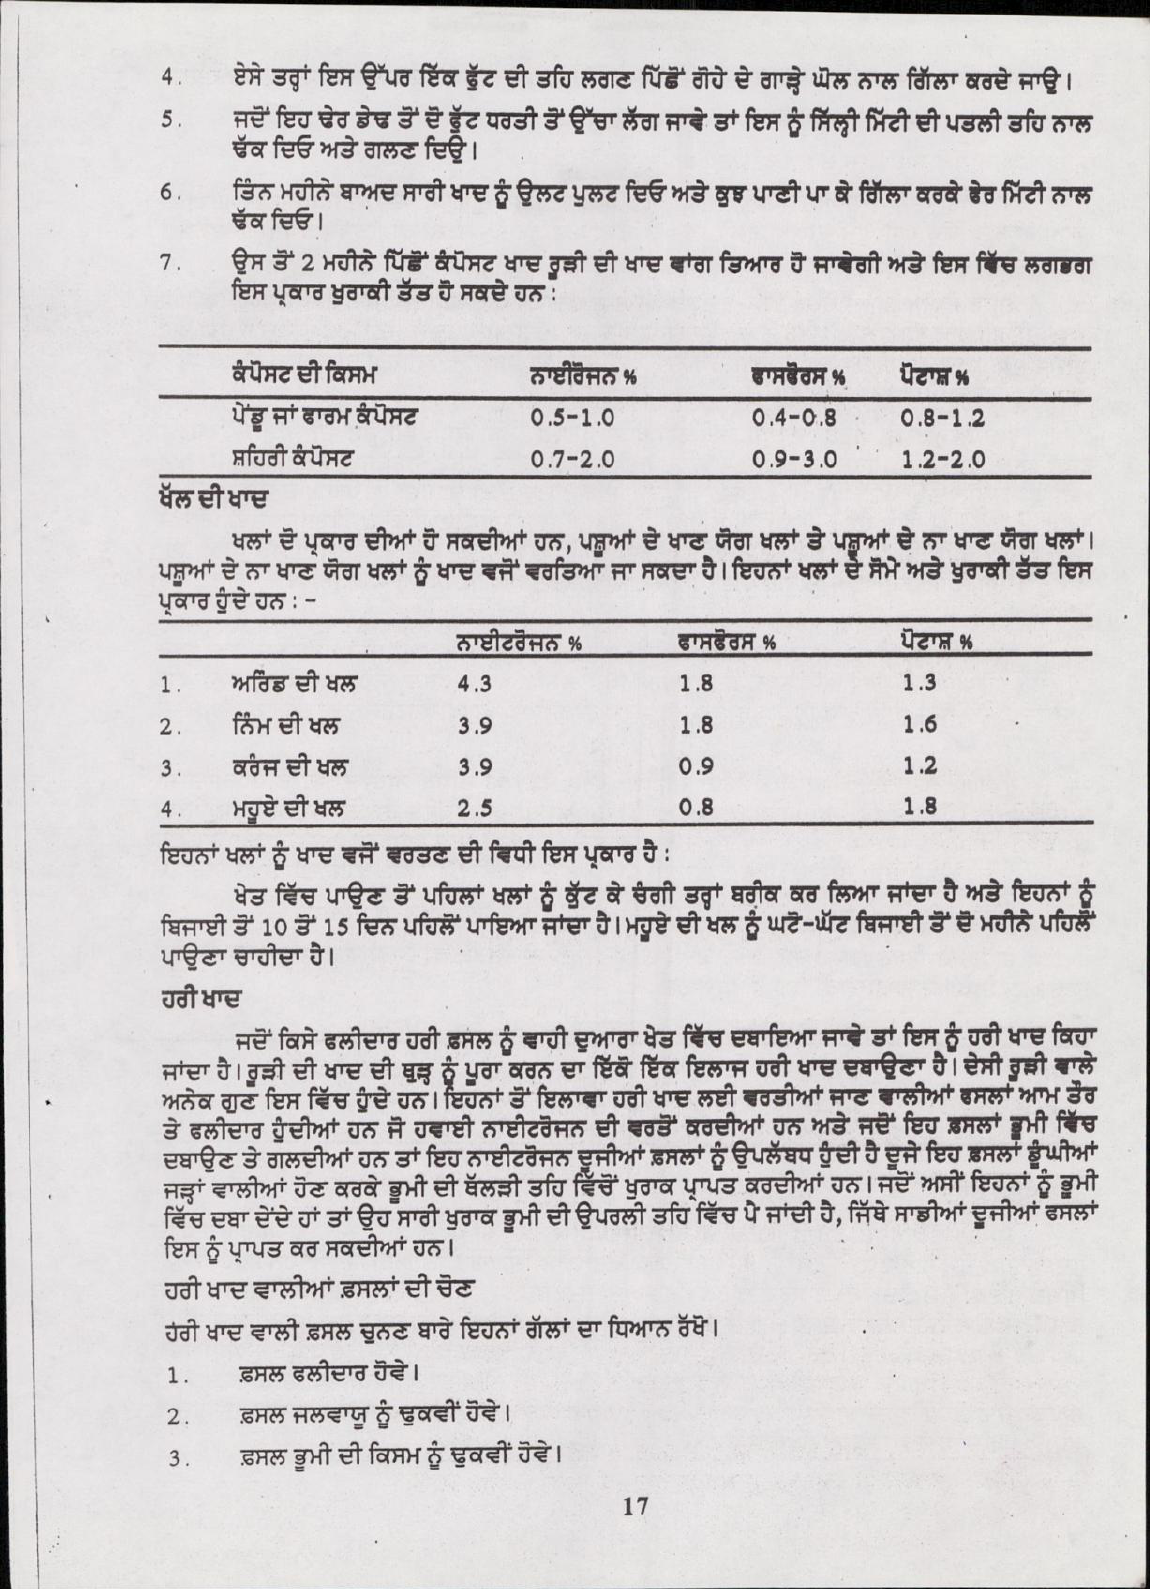 4. ਏਸੇ ਤਰ੍ਹਾਂ ਇਸ ਉੱਪਰ ਇੱਕ ਫੁੱਟ ਦੀ ਤਹਿ ਲਗਣ ਪਿੱਛੋਂ ਗੋਹੇ ਦੇ ਗਾੜ੍ਹੇ ਘੋਲ ਨਾਲ ਗਿੱਲਾ ਕਰਦੇ ਜਾਉ।
5. ਜਦੋਂ ਇਹ ਢੇਰ ਡੇਢ ਤੋਂ ਦੋ ਫੁੱਟ ਧਰਤੀ ਤੋਂ ਉੱਚਾ ਲੱਗ ਜਾਵੇ ਤਾਂ ਇਸ ਨੂੰ ਸਿੱਲ੍ਹੀ ਮਿੱਟੀ ਦੀ ਪਤਲੀ ਤਹਿ ਨਾਲ
ਢੱਕ ਦਿਓ ਅਤੇ ਗਲਣ ਦਿਉ।
6. ਤਿੰਨ ਮਹੀਨੇ ਬਾਅਦ ਸਾਰੀ ਖਾਦ ਨੂੰ ਉਲਟ ਪੁਲਟ ਦਿਓ ਅਤੇ ਕੁਝ ਪਾਣੀ ਪਾ ਕੇ ਗਿੱਲਾ ਕਰਕੇ ਫੇਰ ਮਿੱਟੀ ਨਾਲ
ਢੱਕ ਦਿਓ।
7. ਉਸ ਤੋਂ 2 ਮਹੀਨੇ ਪਿੱਛੋਂ ਕੰਪੋਸਟ ਖਾਦ ਰੂੜੀ ਦੀ ਖਾਦ ਵਾਂਗ ਤਿਆਰ ਹੋ ਜਾਵੇਗੀ ਅਤੇ ਇਸ ਵਿੱਚ ਲਗਭਗ
ਇਸ ਪ੍ਰਕਾਰ ਖੁਰਾਕੀ ਤੱਤ ਹੋ ਸਕਦੇ ਹਨ :
ਕੰਪੋਸਟ ਦੀ ਕਿਸਮ ਨਾਈਰੋਜਨ % ਫਾਸਫੋਰਸ % ਪੋਟਾਸ਼ %
ਪੇਂਡੂ ਜਾਂ ਫਾਰਮ ਕੰਪੋਸਟ 0.5-1.0 0.4-0.8 0.8-1.2
ਸ਼ਹਿਰੀ ਕੰਪੋਸਟ 0.7-2.0 0.9-3.0 1.2-2.0
ਖੱਲ ਦੀ ਖਾਦ
ਖਲਾਂ ਦੋ ਪ੍ਰਕਾਰ ਦੀਆਂ ਹੋ ਸਕਦੀਆਂ ਹਨ, ਪਸ਼ੂਆਂ ਦੇ ਖਾਣ ਯੋਗ ਖਲਾਂ ਤੇ ਪਸ਼ੂਆਂ ਦੇ ਨਾ ਖਾਣ ਯੋਗ ਖਲਾਂ।
ਪਸ਼ੂਆਂ ਦੇ ਨਾ ਖਾਣ ਯੋਗ ਖਲਾਂ ਨੂੰ ਖਾਦ ਵਜੋਂ ਵਰਤਿਆ ਜਾ ਸਕਦਾ ਹੈ। ਇਹਨਾਂ ਖਲਾਂ ਦੇ ਸੋਮੇ ਅਤੇ ਖੁਰਾਕੀ ਤੱਤ ਇਸ
ਪ੍ਰਕਾਰ ਹੁੰਦੇ ਹਨ : -
ਨਾਈਟਰੋਜਨ % ਫਾਸਫੋਰਸ % ਪੋਟਾਸ਼ %
1. ਅਰਿੰਡ ਦੀ ਖਲ 4.3 1.8 1.3
2. ਨਿੰਮ ਦੀ ਖਲ 3.9 1.8 1.6
3. ਕਰੰਜ ਦੀ ਖਲ 3.9 0.9 1.2
4. ਮਹੂਏ ਦੀ ਖਲ 2.5 0.8 1.8
ਇਹਨਾਂ ਖਲਾਂ ਨੂੰ ਖਾਦ ਵਜੋਂ ਵਰਤਣ ਦੀ ਵਿਧੀ ਇਸ ਪ੍ਰਕਾਰ ਹੈ :
ਖੇਤ ਵਿੱਚ ਪਾਉਣ ਤੋਂ ਪਹਿਲਾਂ ਖਲਾਂ ਨੂੰ ਕੁੱਟ ਕੇ ਚੰਗੀ ਤਰ੍ਹਾਂ ਬਰੀਕ ਕਰ ਲਿਆ ਜਾਂਦਾ ਹੈ ਅਤੇ ਇਹਨਾਂ ਨੂੰ
ਬਿਜਾਈ ਤੋਂ 10 ਤੋਂ 15 ਦਿਨ ਪਹਿਲੋਂ ਪਾਇਆ ਜਾਂਦਾ ਹੈ। ਮਹੂਏ ਦੀ ਖਲ ਨੂੰ ਘਟੋ-ਘੱਟ ਬਿਜਾਈ ਤੋਂ ਦੋ ਮਹੀਨੇ ਪਹਿਲੋਂ
ਪਾਉਣਾ ਚਾਹੀਦਾ ਹੈ।
ਹਰੀ ਖਾਦ
ਜਦੋਂ ਕਿਸੇ ਫਲੀਦਾਰ ਹਰੀ ਫ਼ਸਲ ਨੂੰ ਵਾਹੀ ਦੁਆਰਾ ਖੇਤ ਵਿੱਚ ਦਬਾਇਆ ਜਾਵੇ ਤਾਂ ਇਸ ਨੂੰ ਹਰੀ ਖਾਦ ਕਿਹਾ
ਜਾਂਦਾ ਹੈ। ਰੂੜੀ ਦੀ ਖਾਦ ਦੀ ਥੁੜ੍ਹ ਨੂੰ ਪੂਰਾ ਕਰਨ ਦਾ ਇੱਕੋ ਇੱਕ ਇਲਾਜ ਹਰੀ ਖਾਦ ਦਬਾਉਣਾ ਹੈ। ਦੇਸੀ ਰੂੜੀ ਵਾਲੇ
ਅਨੇਕ ਗੁਣ ਇਸ ਵਿੱਚ ਹੁੰਦੇ ਹਨ। ਇਹਨਾਂ ਤੋਂ ਇਲਾਵਾ ਹਰੀ ਖਾਦ ਲਈ ਵਰਤੀਆਂ ਜਾਣ ਵਾਲੀਆਂ ਫਸਲਾਂ ਆਮ ਤੌਰ
ਤੇ ਫਲੀਦਾਰ ਹੁੰਦੀਆਂ ਹਨ ਜੋ ਹਵਾਈ ਨਾਈਟਰੋਜਨ ਦੀ ਵਰਤੋਂ ਕਰਦੀਆਂ ਹਨ ਅਤੇ ਜਦੋਂ ਇਹ ਫ਼ਸਲਾਂ ਭੂਮੀ ਵਿੱਚ
ਦਬਾਉਣ ਤੇ ਗਲਦੀਆਂ ਹਨ ਤਾਂ ਇਹ ਨਾਈਟਰੋਜਨ ਦੂਜੀਆਂ ਫ਼ਸਲਾਂ ਨੂੰ ਉਪਲੱਬਧ ਹੁੰਦੀ ਹੈ ਦੂਜੇ ਇਹ ਫ਼ਸਲਾਂ ਡੂੰਘੀਆਂ
ਜੜ੍ਹਾਂ ਵਾਲੀਆਂ ਹੋਣ ਕਰਕੇ ਭੂਮੀ ਦੀ ਥੱਲੜੀ ਤਹਿ ਵਿੱਚੋਂ ਖੁਰਾਕ ਪ੍ਰਾਪਤ ਕਰਦੀਆਂ ਹਨ। ਜਦੋਂ ਅਸੀਂ ਇਹਨਾਂ ਨੂੰ ਭੂਮੀ
ਵਿੱਚ ਦਬਾ ਦੇਂਦੇ ਹਾਂ ਤਾਂ ਉਹ ਸਾਰੀ ਖੁਰਾਕ ਭੂਮੀ ਦੀ ਉਪਰਲੀ ਤਹਿ ਵਿੱਚ ਪੈ ਜਾਂਦੀ ਹੈ, ਜਿੱਥੇ ਸਾਡੀਆਂ ਦੂਜੀਆਂ ਫਸਲਾਂ
ਇਸ ਨੂੰ ਪ੍ਰਾਪਤ ਕਰ ਸਕਦੀਆਂ ਹਨ।
ਹਰੀ ਖਾਦ ਵਾਲੀਆਂ ਫ਼ਸਲਾਂ ਦੀ ਚੋਣ
ਹਰੀ ਖਾਦ ਵਾਲੀ ਫ਼ਸਲ ਚੁਨਣ ਬਾਰੇ ਇਹਨਾਂ ਗੱਲਾਂ ਦਾ ਧਿਆਨ ਰੱਖੋ।
1. ਫ਼ਸਲ ਫਲੀਦਾਰ ਹੋਵੇ।
2. ਫ਼ਸਲ ਜਲਵਾਯੂ ਨੂੰ ਢੁਕਵੀਂ ਹੋਵੇ।
3. ਫ਼ਸਲ ਭੂਮੀ ਦੀ ਕਿਸਮ ਨੂੰ ਢੁਕਵੀਂ ਹੋਵੇ।
17